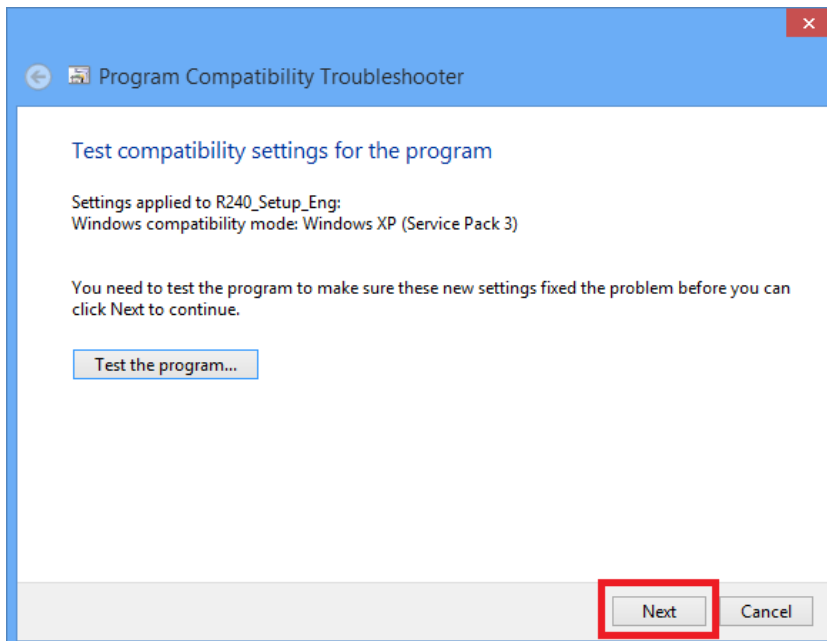 Program Compatibility Troubleshooter
Test compatibility settings for the program
Settings applied to R240_Setup_Eng:
Windows compatibility mode: Windows XP (Service Pack 3)
You need to test the program to make sure these new settings fixed the problem before you can
click Next to continue.
Test the program...
Next
Cancel